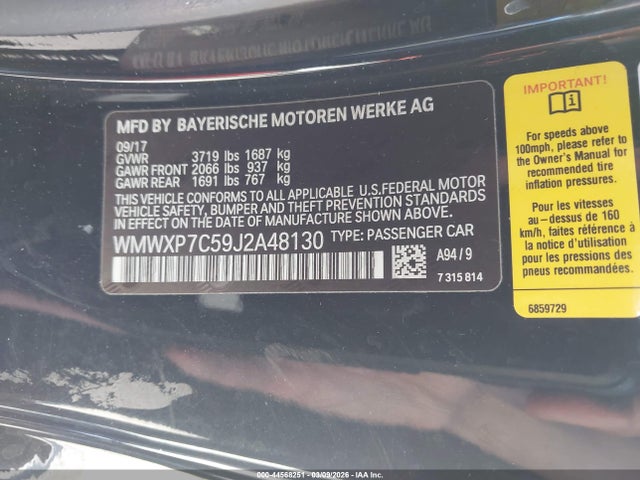 MFD BY BAYERISCHE MOTOREN WERKE AG
09/17
GVWR 3719 lbs 1687 kg
GAWR FRONT 2066 lbs 937 kg
GAWR REAR 1691 lbs 767 kg
THIS VEHICLE CONFORMS TO ALL APPLICABLE U.S.FEDERAL MOTOR
VEHICLE SAFETY, BUMPER AND THEFT PREVENTION STANDARDS
IN EFFECT ON THE DATE OF MANUFACTURE SHOWN ABOVE.
WMWXP7C59J2A48130 TYPE: PASSENGER CAR
A94 / 9
7 315 814
IMPORTANT!
For speeds above
100mph, please refer to
the Owner's Manual for
recommended tire
inflation pressures.
Pour les vitesses
au-dessus de 160
km/h, faites référence à
la notice d'utilisation
pour les pressions de
pneus recommandées.
6859729
000-44568251 | 03/09/2026 | IAA Inc.